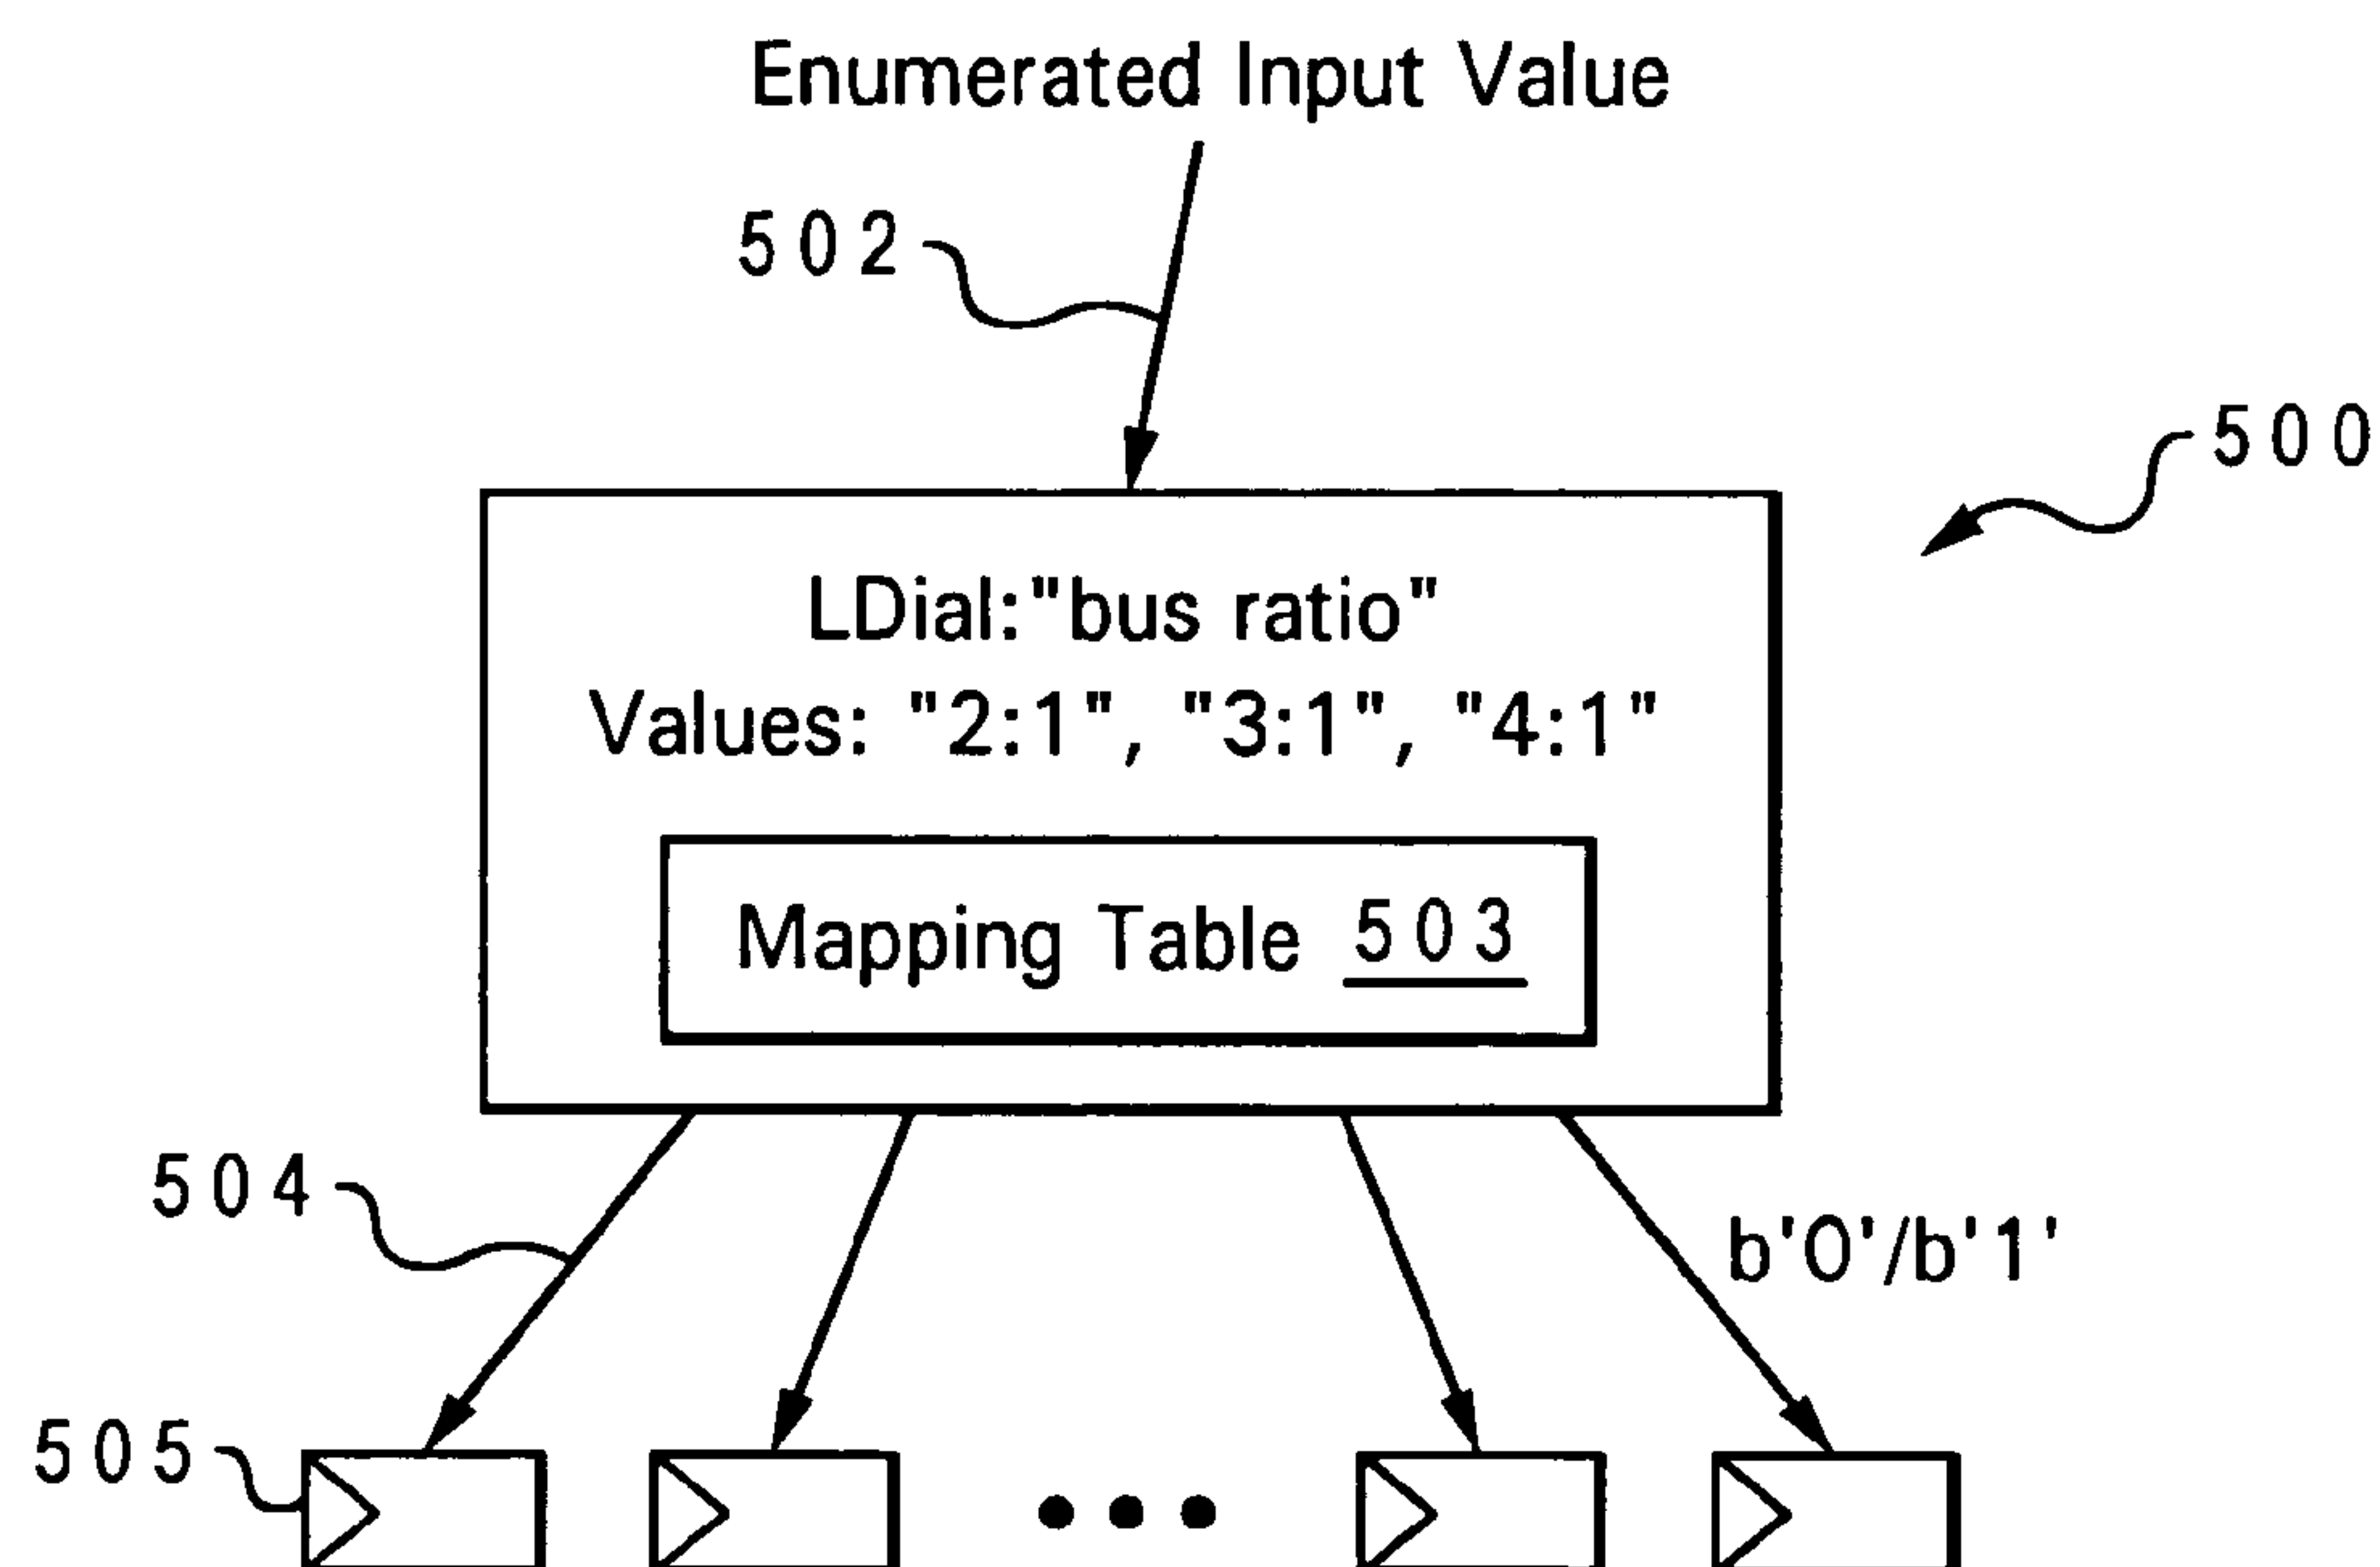 Enumerated Input Value
502
500
LDial:"bus ratio"
Values: "2:1", "3:1", "4:1"
Mapping Table 503
504
b'0'/b'1'
505